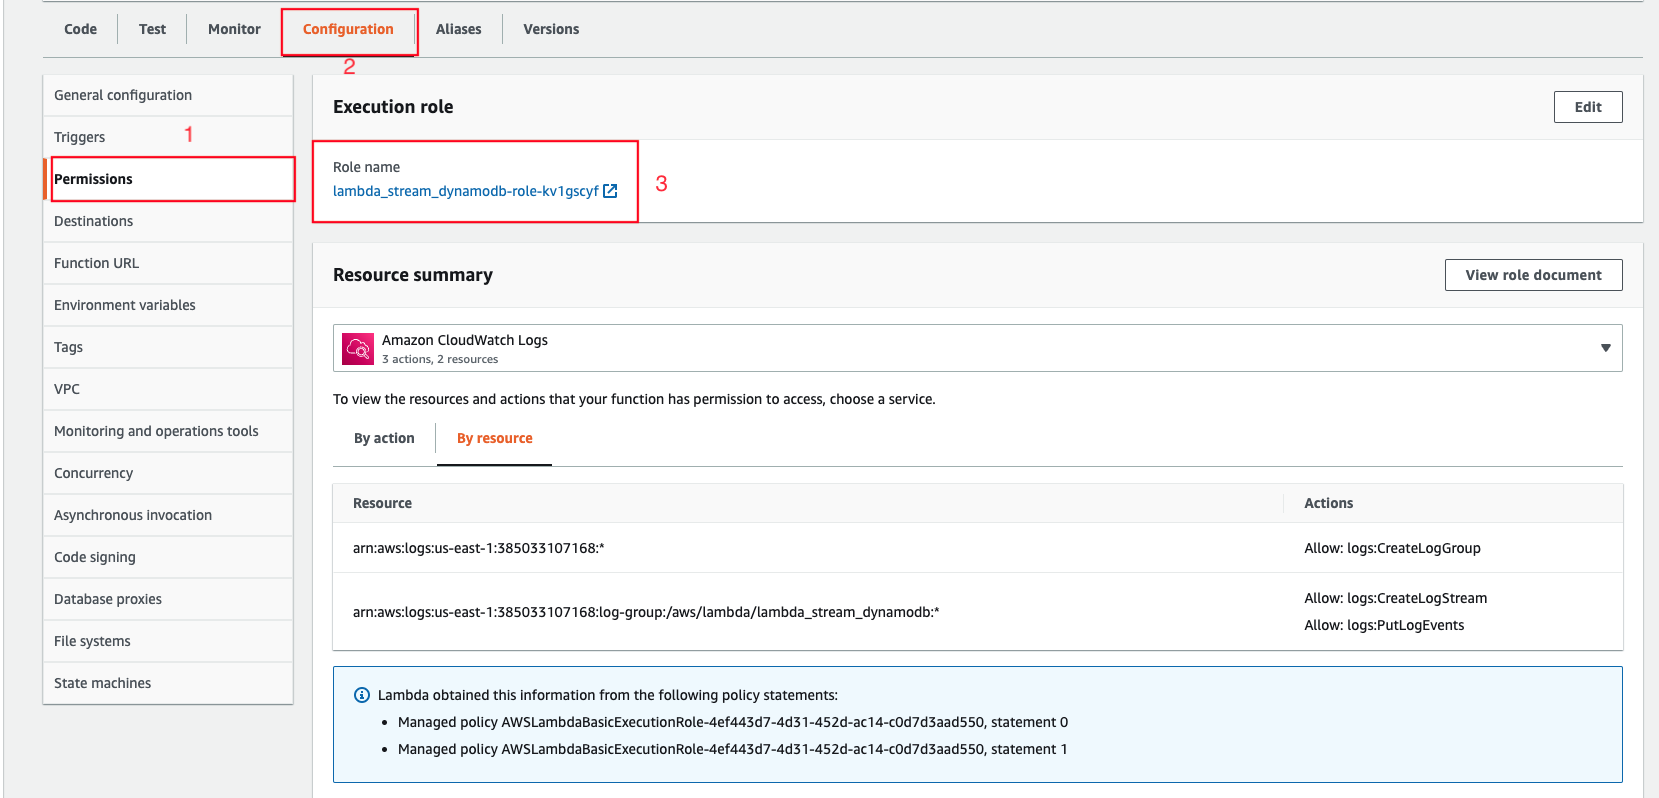 Code Test Monitor Configuration Aliases Versions
2
General configuration
Triggers
1
Permissions
Destinations
Function URL
Environment variables
Tags
VPC
Monitoring and operations tools
Concurrency
Asynchronous invocation
Code signing
Database proxies
File systems
State machines
Execution role
Edit
Role name
lambda_stream_dynamodb-role-kv1gscyf
3
Resource summary
View role document
Amazon CloudWatch Logs
3 actions, 2 resources
To view the resources and actions that your function has permission to access, choose a service.
By action By resource
Resource Actions
arn:aws:logs:us-east-1:385033107168:* Allow: logs:CreateLogGroup
arn:aws:logs:us-east-1:385033107168:log-group:/aws/lambda/lambda_stream_dynamodb:*
Allow: logs:CreateLogStream
Allow: logs:PutLogEvents
Lambda obtained this information from the following policy statements:
• Managed policy AWSLambdaBasicExecutionRole-4ef443d7-4d31-452d-ac14-c0d7d3aad550, statement 0
• Managed policy AWSLambdaBasicExecutionRole-4ef443d7-4d31-452d-ac14-c0d7d3aad550, statement 1